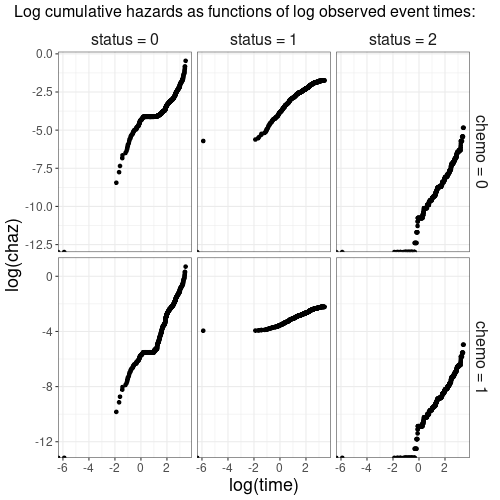 Log cumulative hazards as functions of log observed event times:
status = 0 status = 1 status = 2
0.0
-2.5
-5.0
-7.5
-10.0
-12.5
chemo = 0
log(chaz)
0
-4
-8
-12
chemo = 1
-6 -4 -2 0 2 -6 -4 -2 0 2 -6 -4 -2 0 2
log(time)